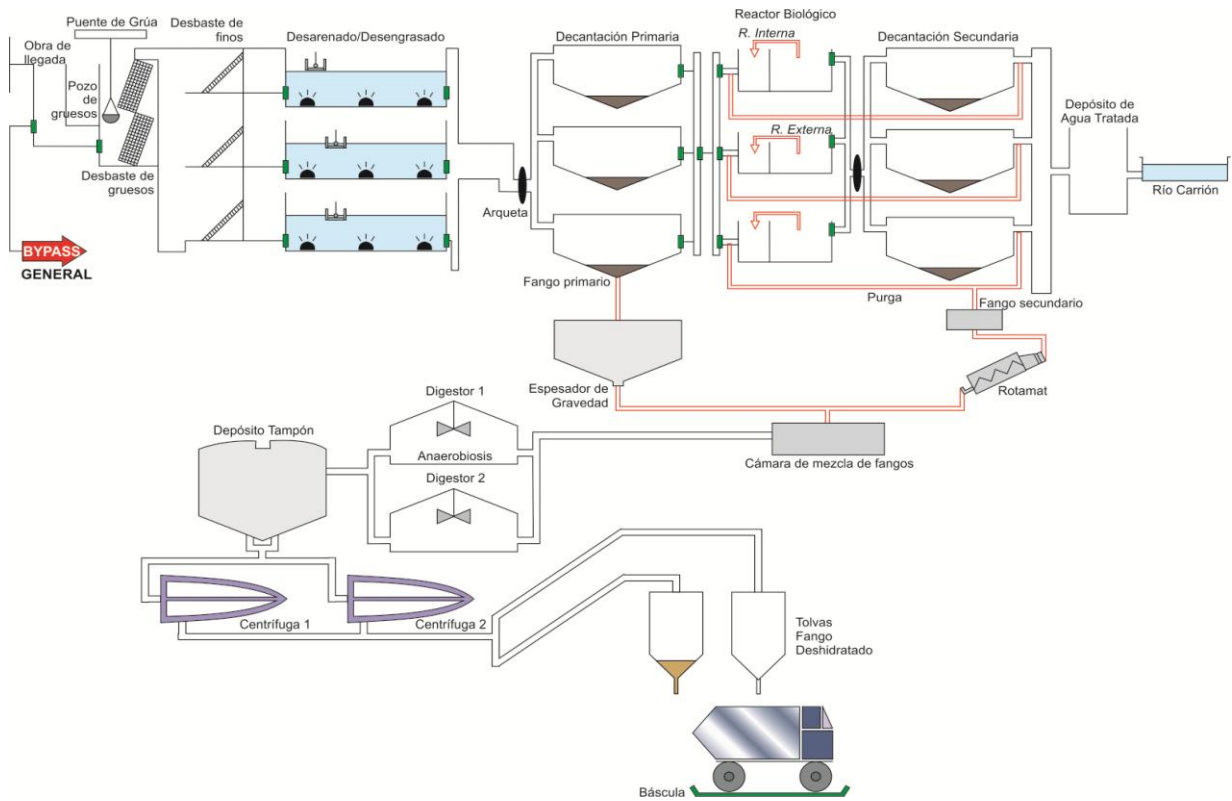 Puente de Grúa
Obra de
llegada
Pozo
de
gruesos
Desbaste de
gruesos
BYPASS
GENERAL
Desbaste de
finos
Desarenado/Desengrasado
Arqueta
Decantación Primaria
Fango primario
Reactor Biológico
R. Interna
R. Externa
Decantación Secundaria
Purga
Fango secundario
Depósito de
Agua Tratada
Río Carrión
Espesador de
Gravedad
Rotamat
Cámara de mezcla de fangos
Digestor 1
Anaerobiosis
Digestor 2
Depósito Tampón
Centrífuga 1
Centrífuga 2
Tolvas
Fango
Deshidratado
Báscula